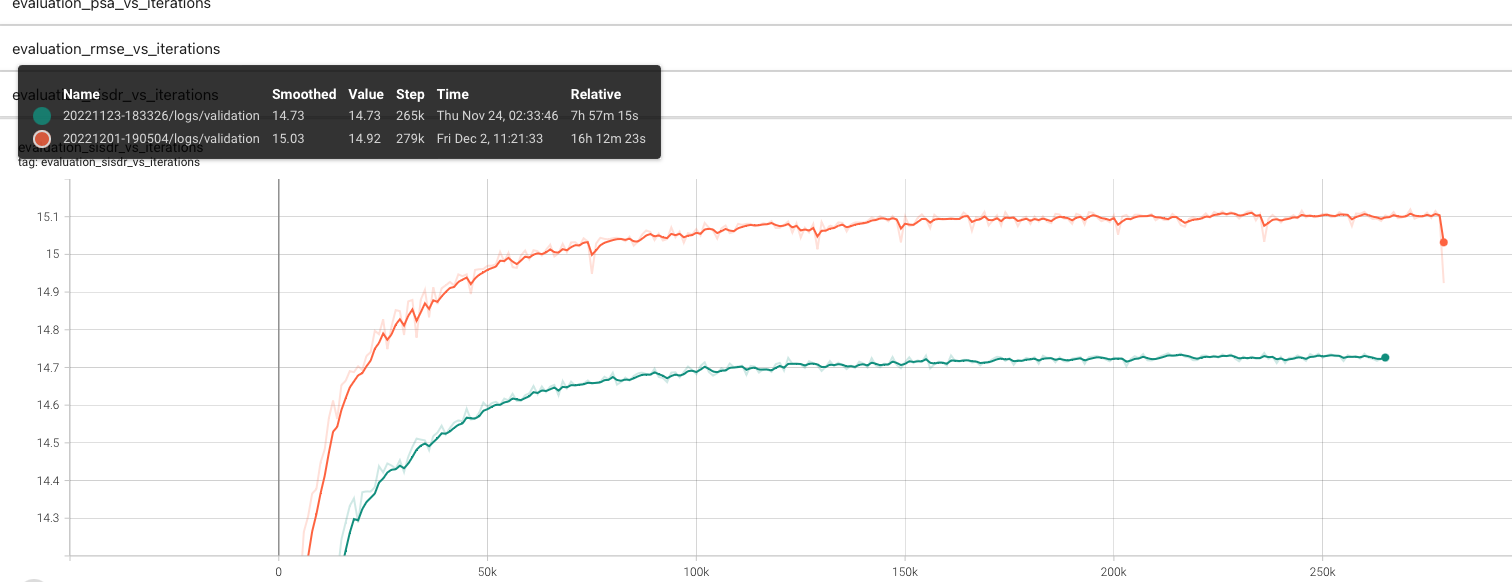 evaluation_psa_vs_iterations
evaluation_rmse_vs_iterations
evaluation_sisdr_vs_iterations
Name Smoothed Value Step Time Relative
20221123-183326/logs/validation 14.73 14.73 265k Thu Nov 24, 02:33:46 7h 57m 15s
20221201-190504/logs/validation 15.03 14.92 279k Fri Dec 2, 11:21:33 16h 12m 23s
evaluation_sisdr_vs_iterations
tag: evaluation_sisdr_vs_iterations
15.1
15
14.9
14.8
14.7
14.6
14.5
14.4
14.3
0 50k 100k 150k 200k 250k